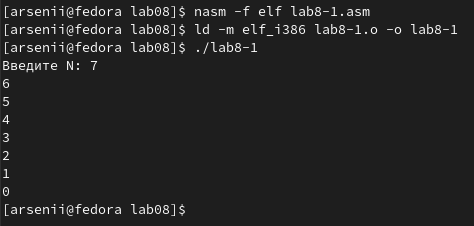 [arsenii@fedora lab08]$ nasm -f elf lab8-1.asm
[arsenii@fedora lab08]$ ld -m elf_i386 lab8-1.o -o lab8-1
[arsenii@fedora lab08]$ ./lab8-1
Введите N: 7
6
5
4
3
2
1
0
[arsenii@fedora lab08]$